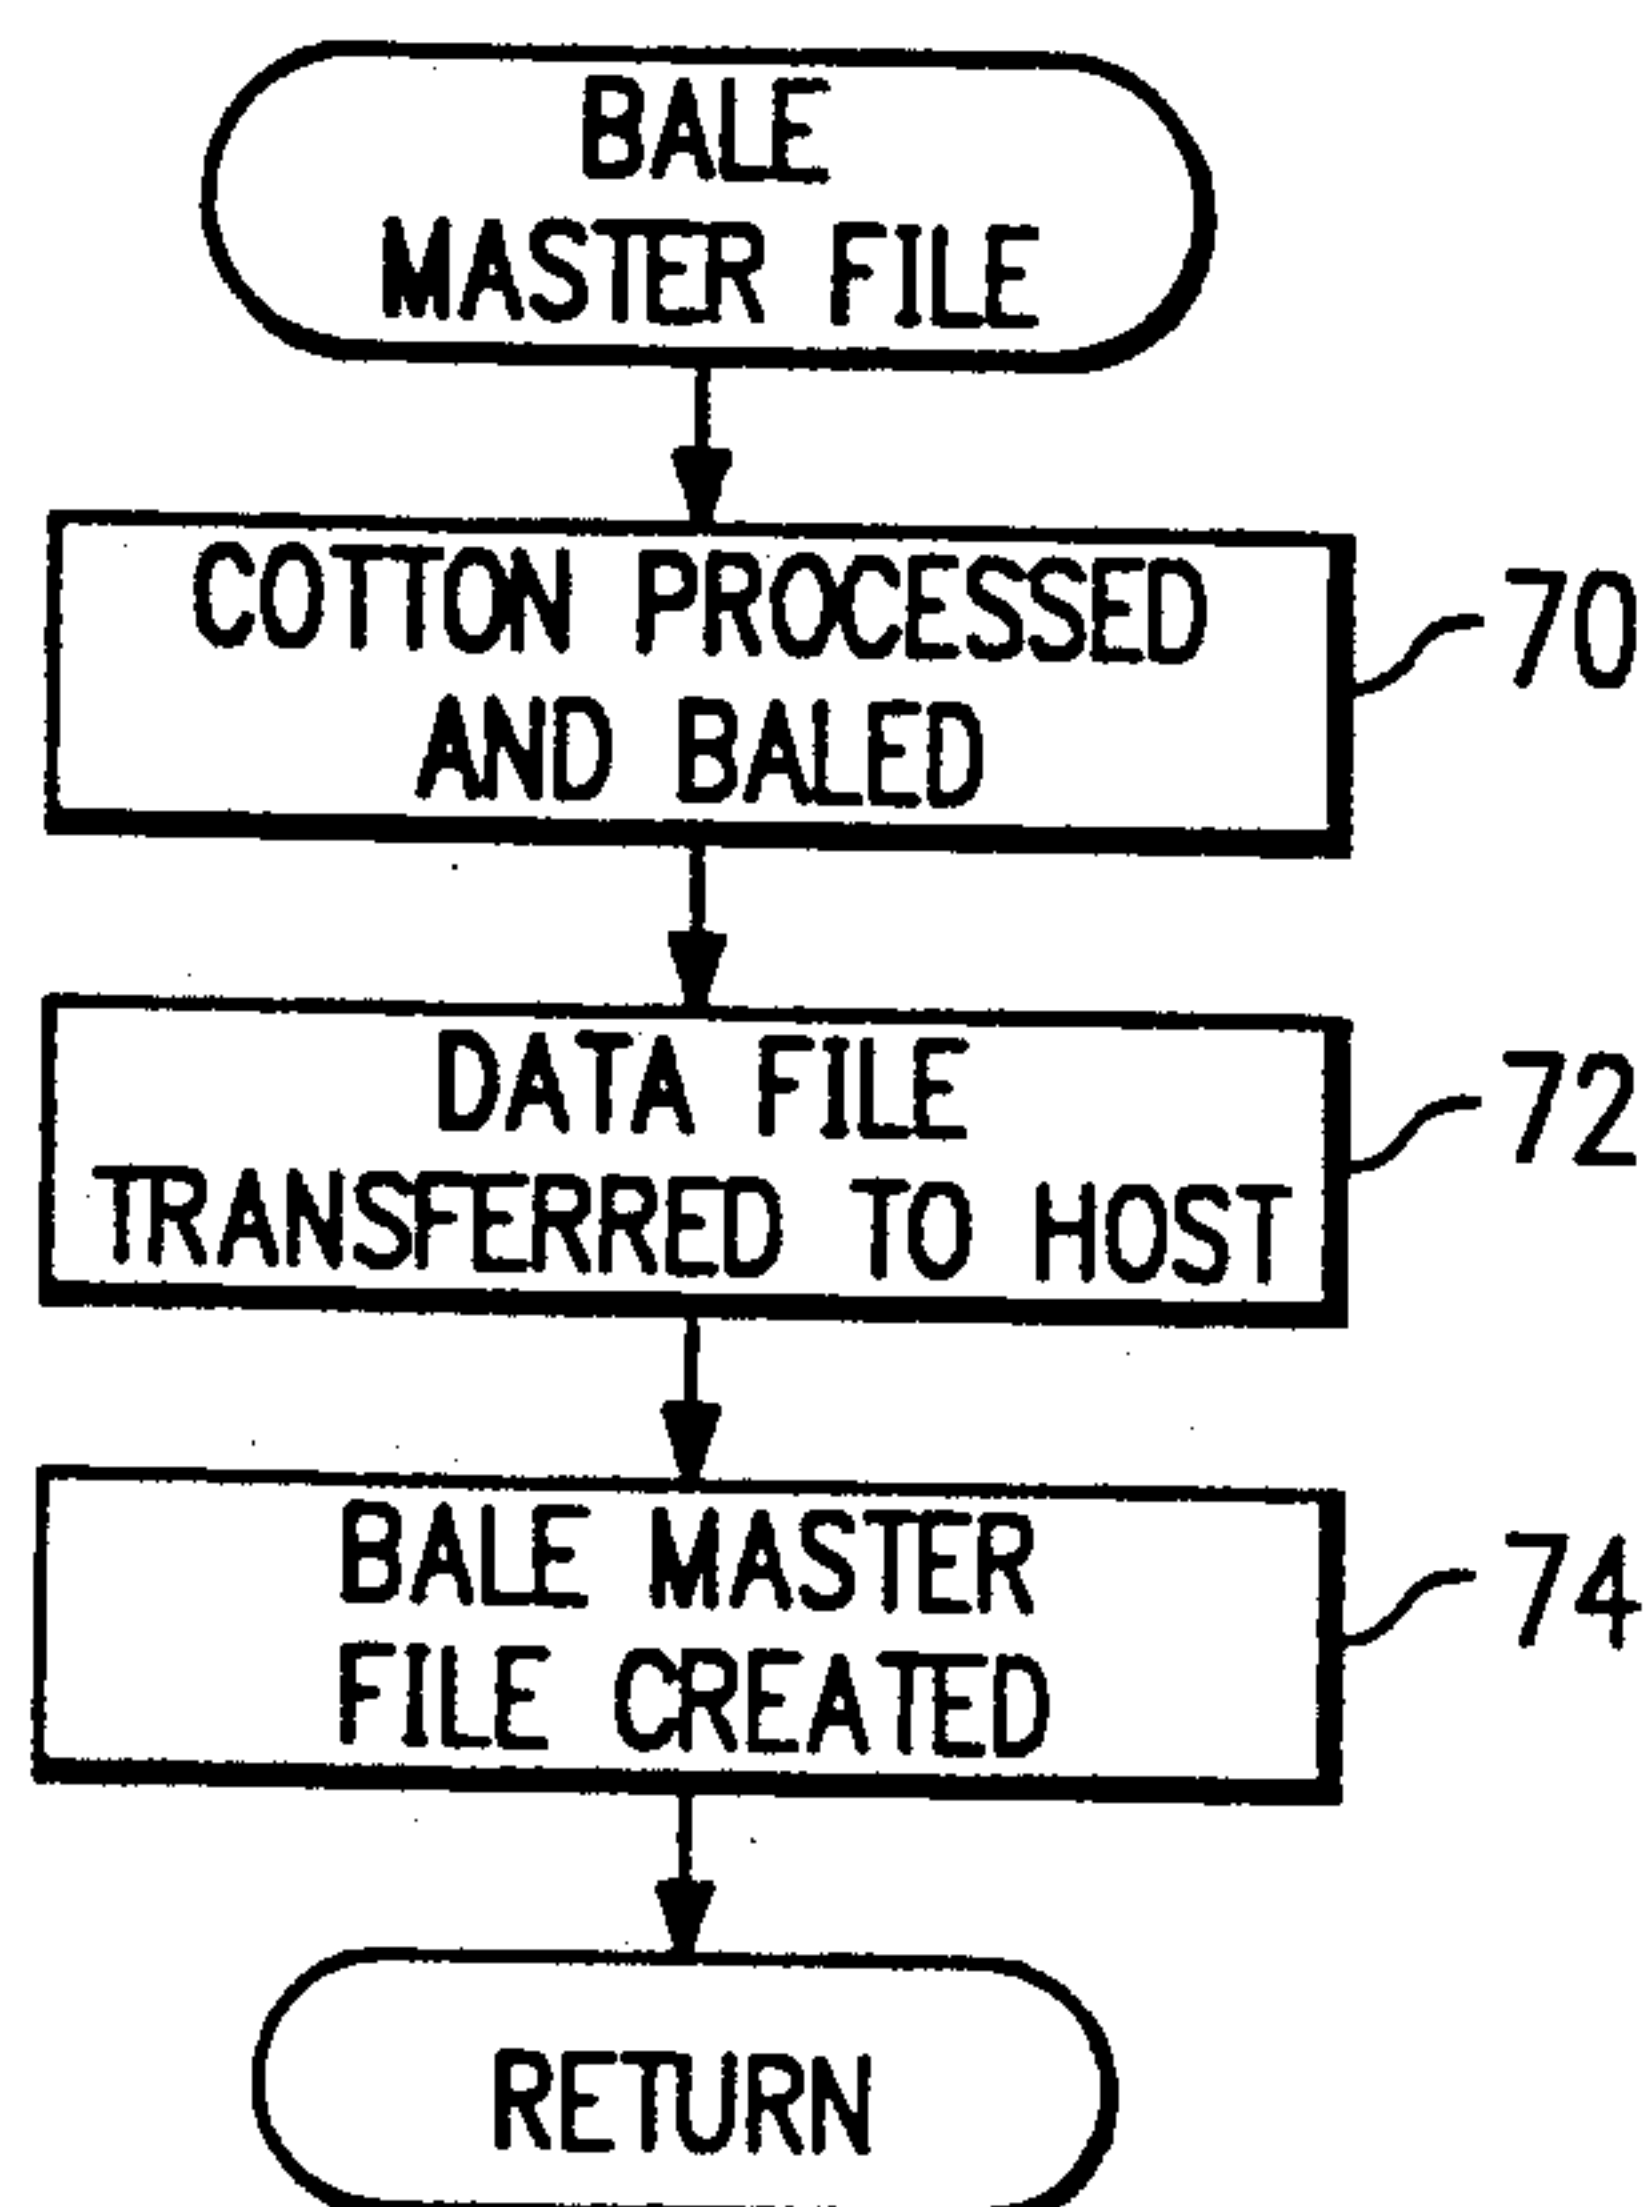 BALE
MASTER FILE
COTTON PROCESSED
AND BALED
70
DATA FILE
TRANSFERRED TO HOST
72
BALE MASTER
FILE CREATED
74
RETURN